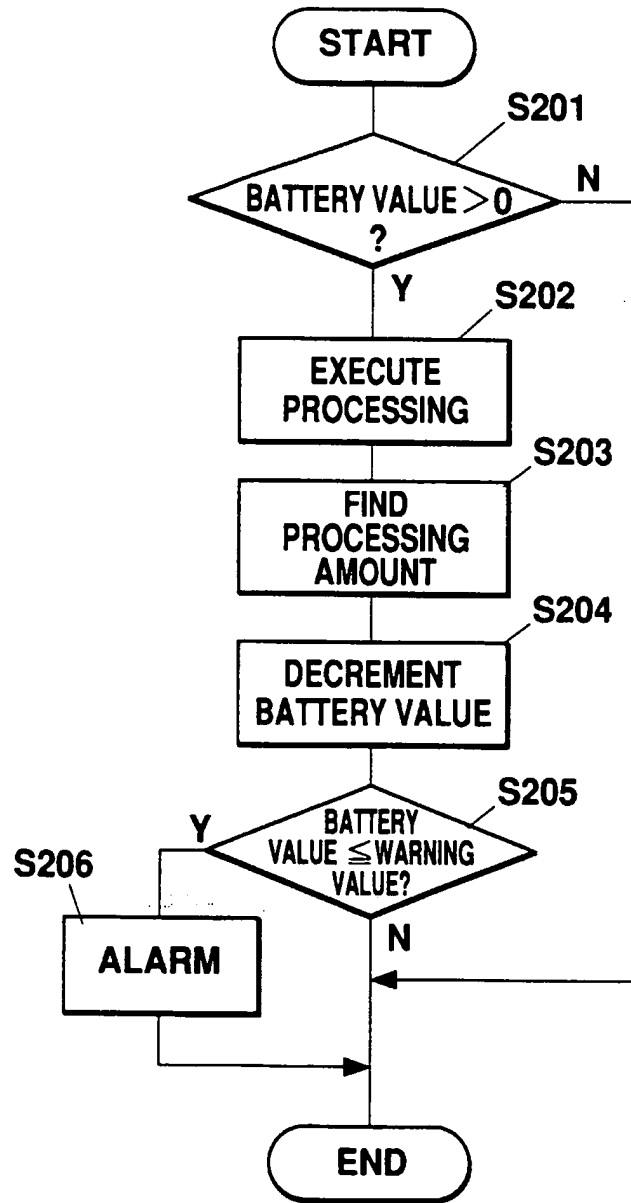 START
S201
BATTERY VALUE >0
?
N
Y
S202
EXECUTE
PROCESSING
S203
FIND
PROCESSING
AMOUNT
S204
DECREMENT
BATTERY VALUE
S205
BATTERY
VALUE ≦WARNING
VALUE?
Y
S206
ALARM
N
END